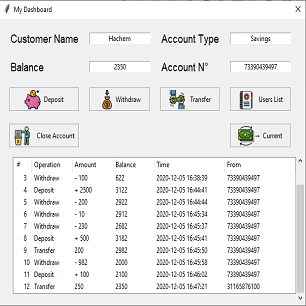 My Dashboard
Customer Name Hachem Account Type Savings
Balance 2350 Account N° 73390439497
Deposit Withdraw Transfer Users List
Close Account Current
# Operation Amount Balance Time From
3 Withdraw - 100 622 2020-12-05 16:38:39 73390439497
4 Deposit + 2500 3122 2020-12-05 16:44:41 73390439497
5 Withdraw - 200 2922 2020-12-05 16:44:44 73390439497
6 Withdraw - 10 2912 2020-12-05 16:45:34 73390439497
7 Withdraw - 230 2682 2020-12-05 16:45:37 73390439497
8 Deposit + 500 3182 2020-12-05 16:45:41 73390439497
9 Transfer 200 2982 2020-12-05 16:45:50 73390439497
10 Withdraw - 982 2000 2020-12-05 16:45:58 73390439497
11 Deposit + 100 2100 2020-12-05 16:46:02 73390439497
12 Transfer 250 2350 2020-12-05 16:47:21 31165876100